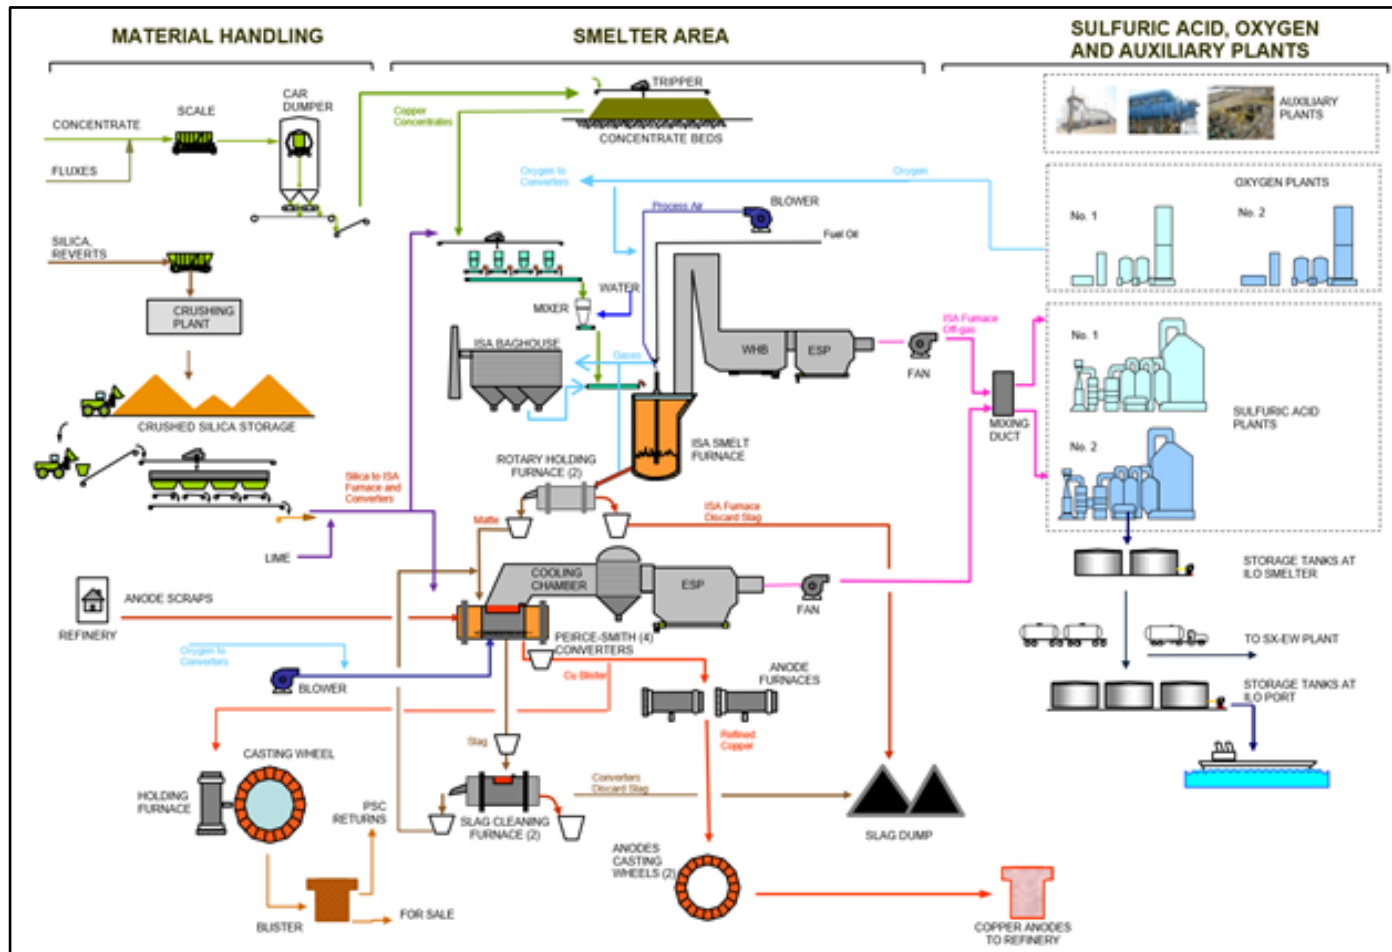 MATERIAL HANDLING
SMELTER AREA
SULFURIC ACID, OXYGEN
AND AUXILIARY PLANTS
CONCENTRATE
FLUXES
SCALE
CAR
DUMPER
SILICA,
REVERTS
CRUSHING
PLANT
CRUSHED SILICA STORAGE
LIME
Silica to ISA
Furnace and
Converters
REFINERY
ANODE SCRAPS
Copper
Concentrates
TRIPPER
CONCENTRATE BEDS
Oxygen to
Converters
Oxygen
Process Air
BLOWER
Fuel Oil
WATER
MIXER
ISA BAGHOUSE
Gases
WHB
ESP
FAN
ISA Furnace
Off-gas
ISA SMELT
FURNACE
ROTARY HOLDING
FURNACE (2)
Matte
ISA Furnace
Discard Slag
COOLING
CHAMBER
ESP
FAN
MIXING
DUCT
PEIRCE-SMITH (4)
CONVERTERS
Oxygen to
Converters
BLOWER
Cu Blister
ANODE
FURNACES
Refined
Copper
Slag
CASTING WHEEL
HOLDING
FURNACE
PSC
RETURNS
BLISTER
FOR SALE
SLAG CLEANING
FURNACE (2)
Converters
Discard Slag
SLAG DUMP
ANODES
CASTING
WHEELS (2)
COPPER ANODES
TO REFINERY
AUXILIARY
PLANTS
OXYGEN PLANTS
No. 1
No. 2
No. 1
SULFURIC ACID
PLANTS
No. 2
STORAGE TANKS AT
ILO SMELTER
TO SX-EW PLANT
STORAGE TANKS AT
ILO PORT